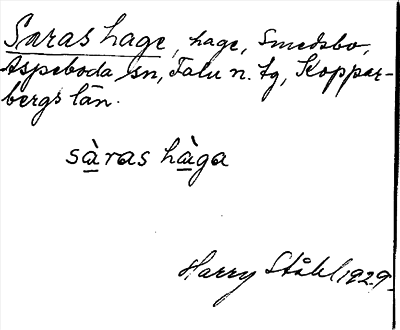 Saras hage, hage, Smedsbo,
Aspeboda sn, Falu n. tg, Koppar-
bergs län.
sàras hàga
Harry Ståhl 1929.